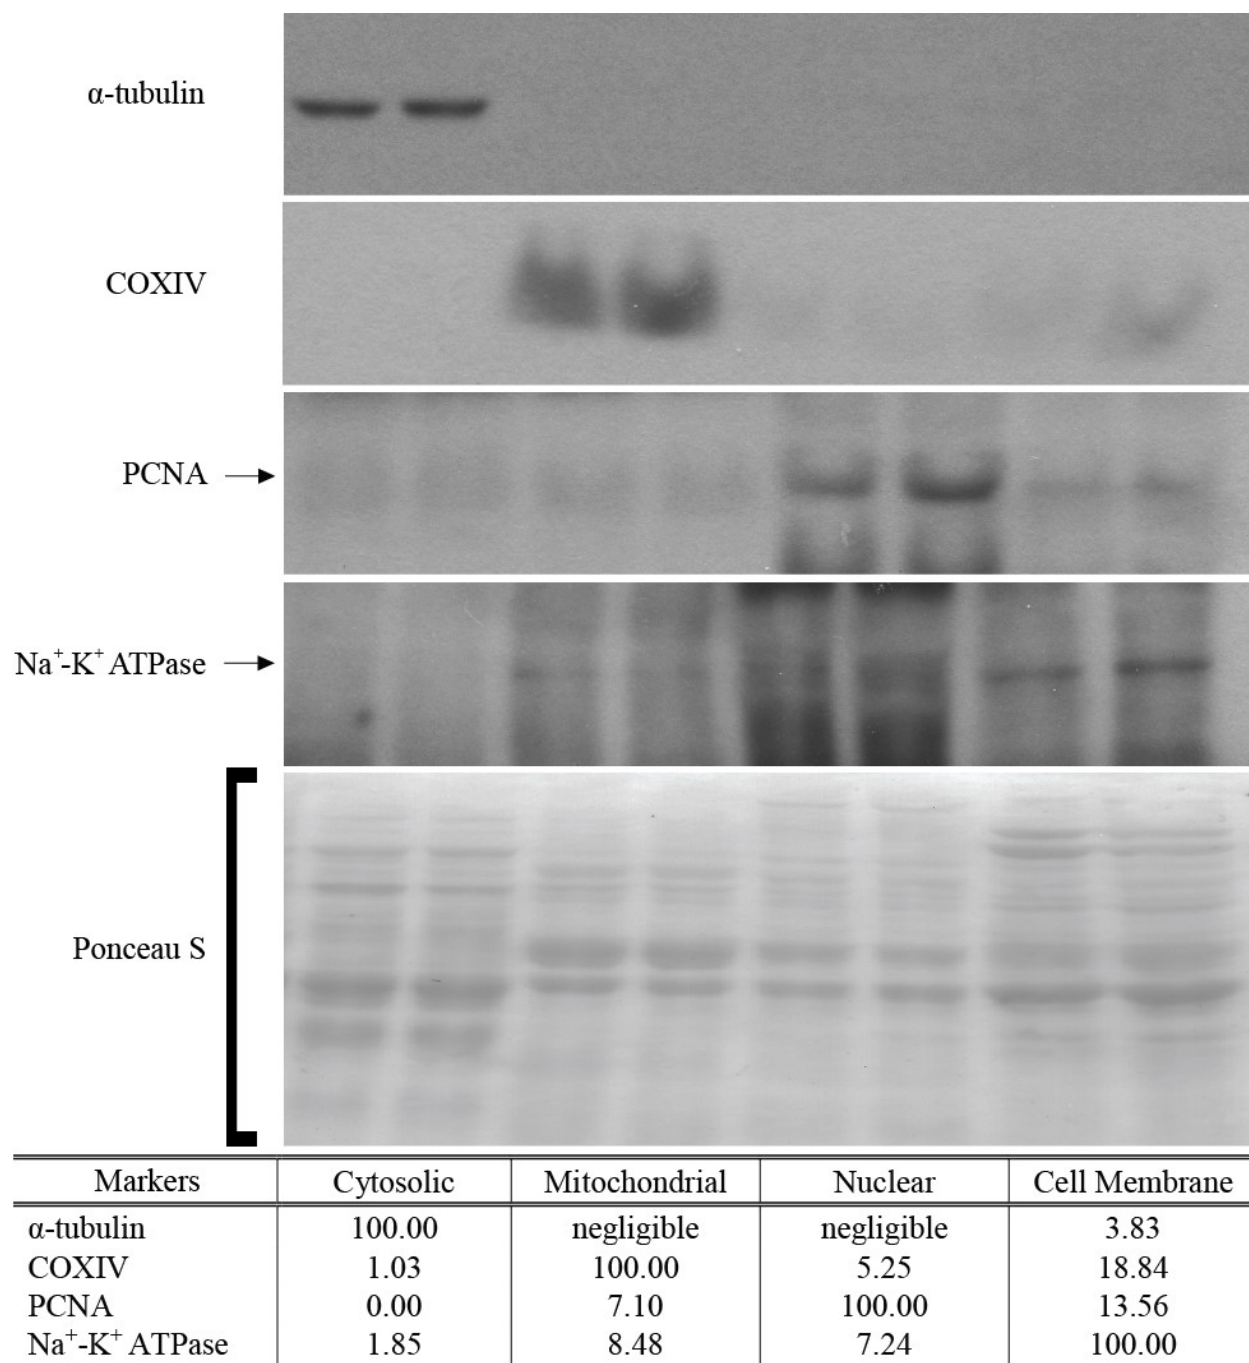 α-tubulin
COXIV
PCNA
Na⁺-K⁺ ATPase
Ponceau S
Markers Cytosolic Mitochondrial Nuclear Cell Membrane
α-tubulin 100.00 negligible negligible 3.83
COXIV 1.03 100.00 5.25 18.84
PCNA 0.00 7.10 100.00 13.56
Na⁺-K⁺ ATPase 1.85 8.48 7.24 100.00